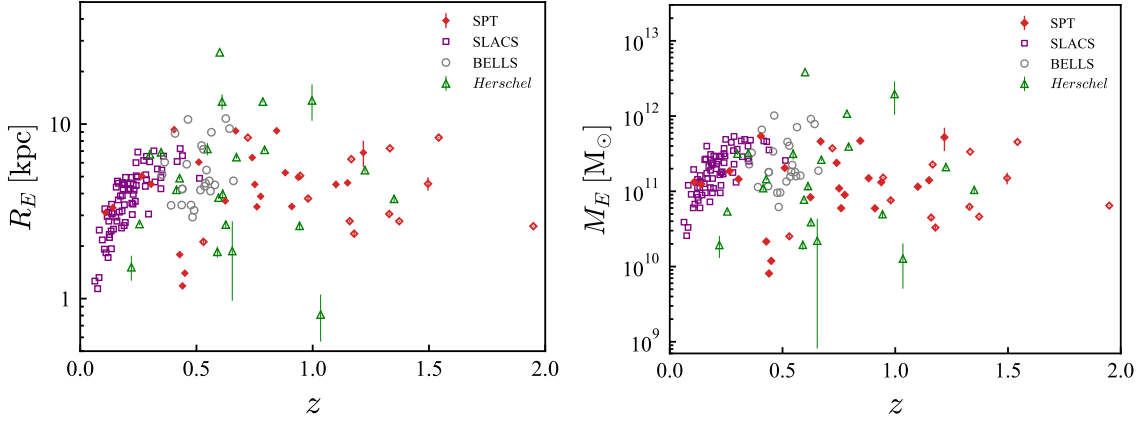 10
1
R_E [kpc]
SPT
SLACS
BELLS
Herschel
0.0 0.5 1.0 1.5 2.0
z
10^13
10^12
10^11
10^10
10^9
M_E [M⊙]
SPT
SLACS
BELLS
Herschel
0.0 0.5 1.0 1.5 2.0
z